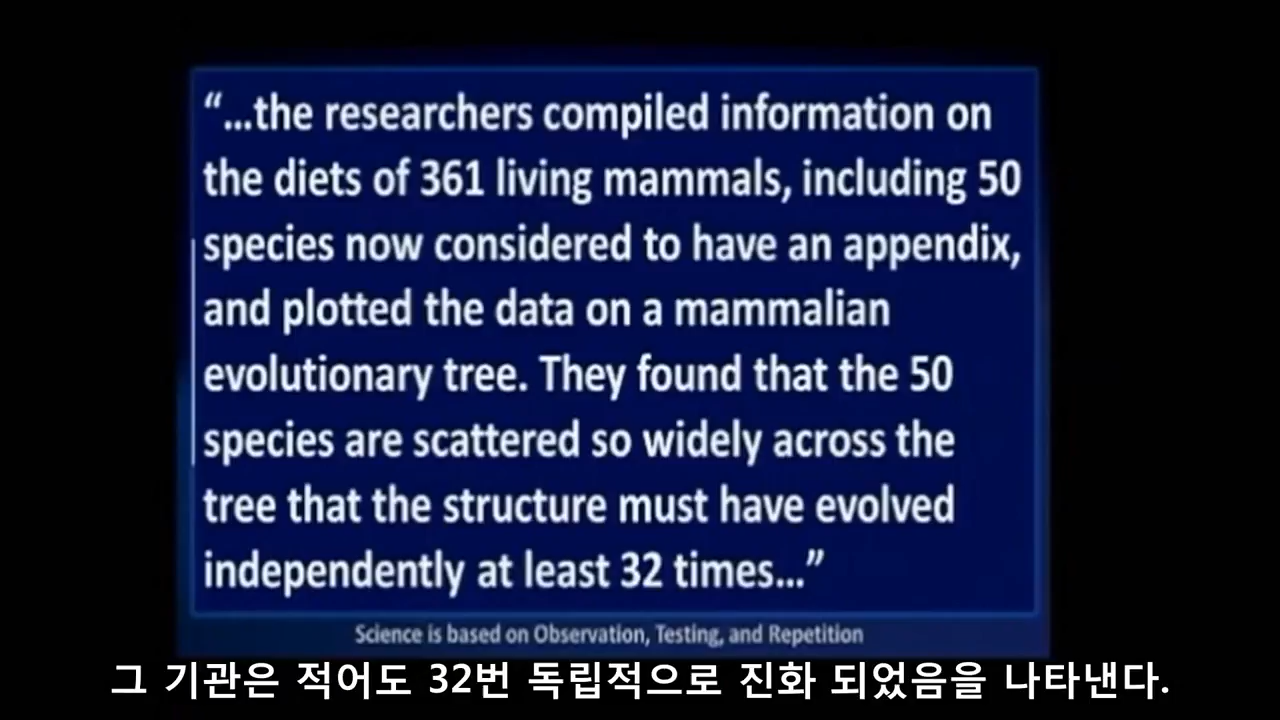 “...the researchers compiled information on
the diets of 361 living mammals, including 50
species now considered to have an appendix,
and plotted the data on a mammalian
evolutionary tree. They found that the 50
species are scattered so widely across the
tree that the structure must have evolved
independently at least 32 times...”
Science is based on Observation, Testing, and Repetition
그 기관은 적어도 32번 독립적으로 진화 되었음을 나타낸다.